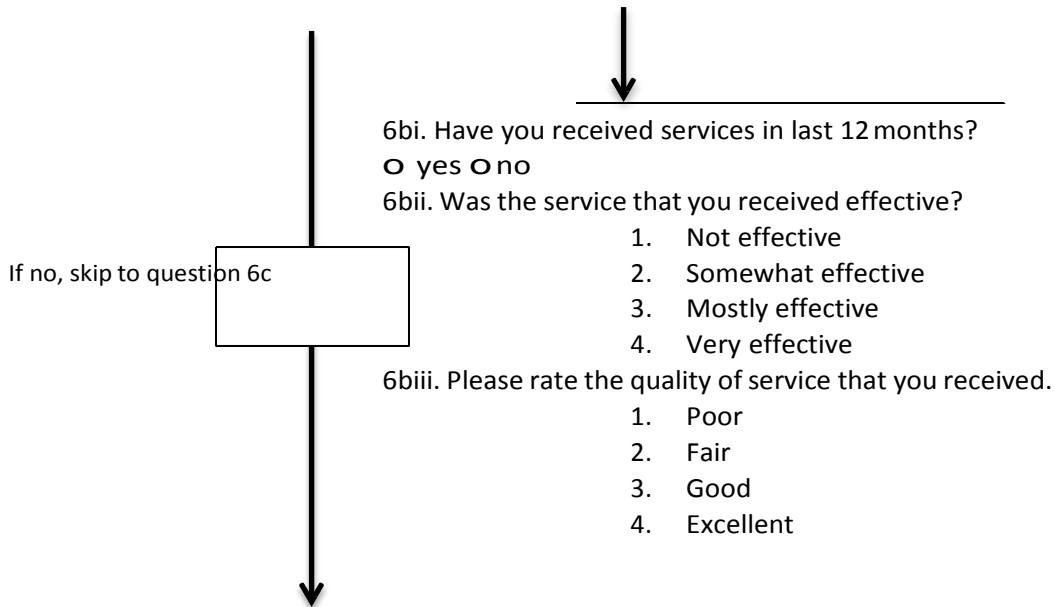 6bi. Have you received services in last 12 months?
o yes o no
6bii. Was the service that you received effective?
1. Not effective
If no, skip to question 6c
2. Somewhat effective
3. Mostly effective
4. Very effective
6biii. Please rate the quality of service that you received.
1. Poor
2. Fair
3. Good
4. Excellent